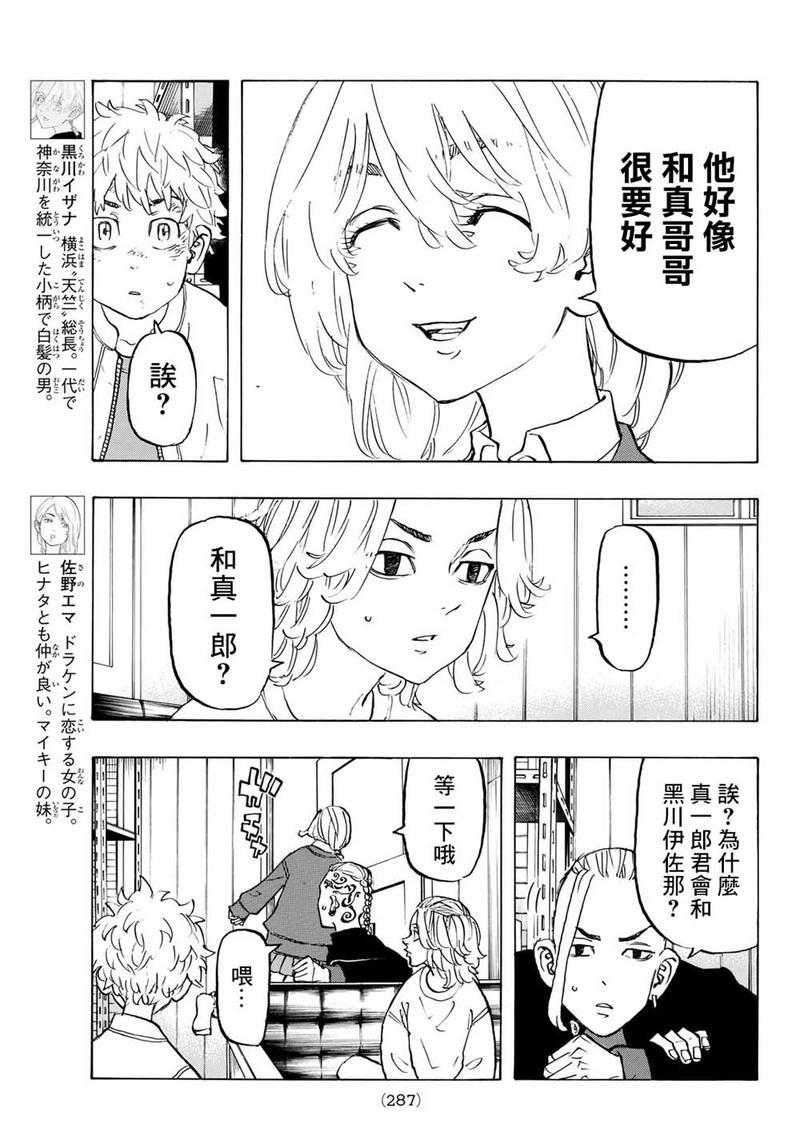 他好像
和真哥哥
很要好
誒？
………
和真一郎？
誒？為什麼
真一郎君會和
黑川伊佐那？
等一下哦
喂…
黒川イザナ 横浜“天竺”総長。一代で
神奈川を統一した小柄で白髪の男。
佐野エマ ドラケンに恋する女の子。
ヒナタとも仲が良い。マイキーの妹。
(287)